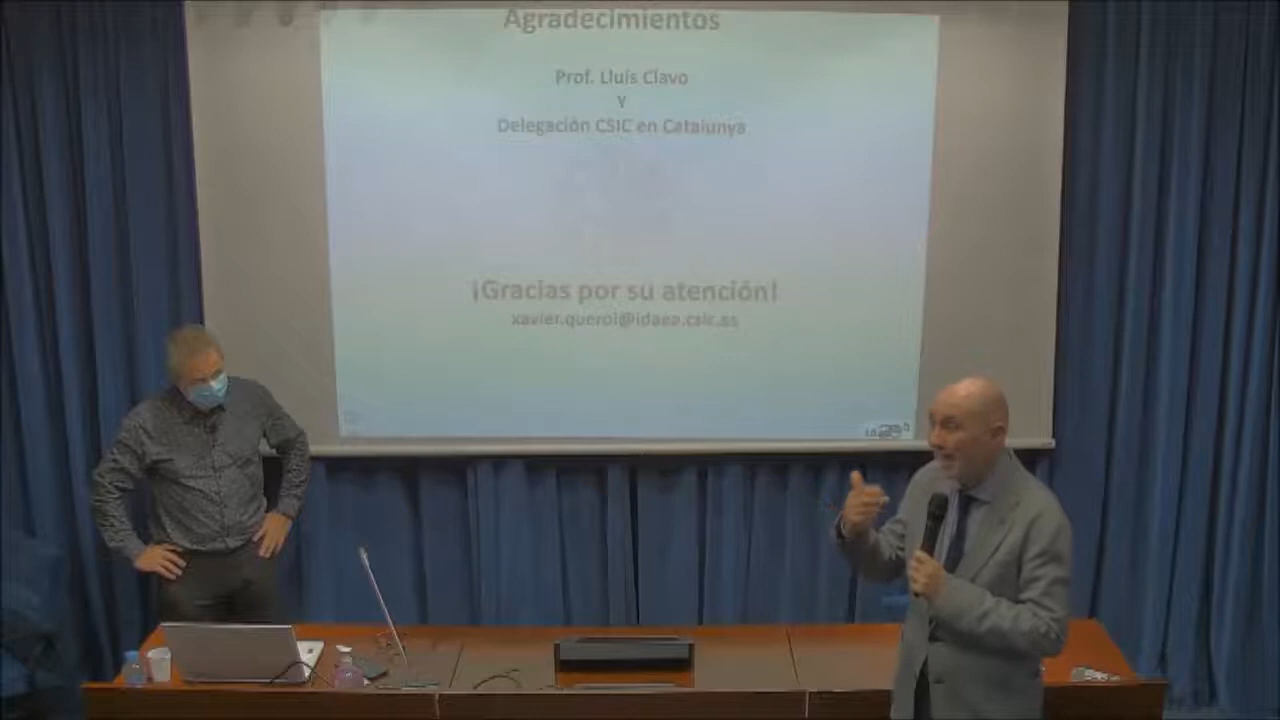 Agradecimientos
Prof. Lluís Clavo
Y
Delegación CSIC en Catalunya
¡Gracias por su atención!
xavier.querol@idaea.csic.es